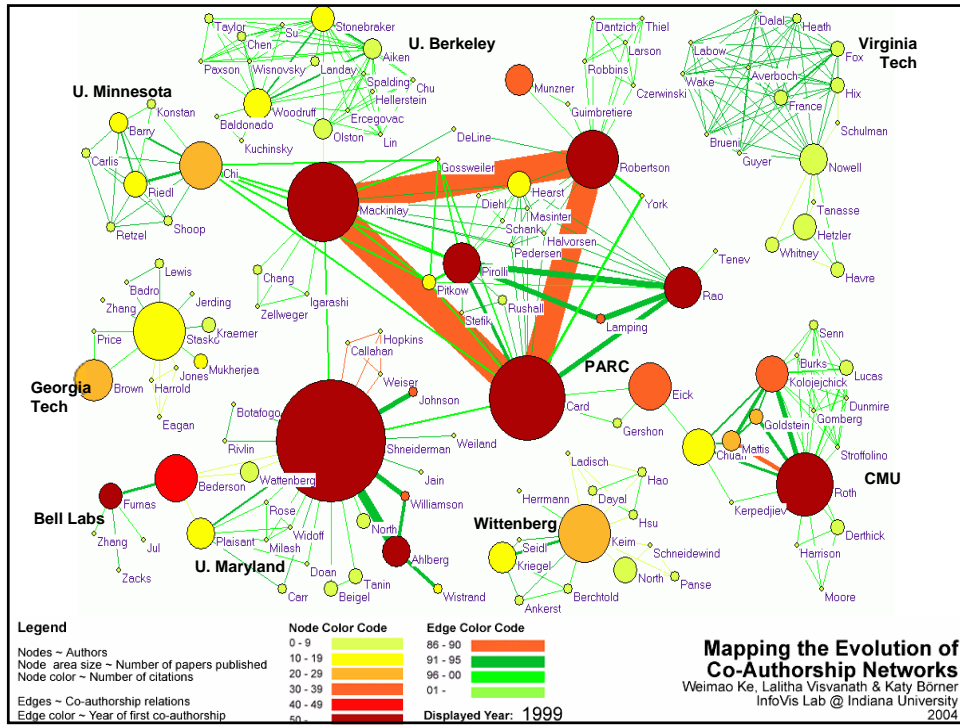 Taylor
Su
Stonebraker
Chen
Aiken
U. Berkeley
Paxson
Wisnovsky
Landay
Spalding
Chu
Hellerstein
Woodruff
Ercegovac
Baldonado
Olston
Lin
Kuchinsky
Dantzich
Thiel
Larson
Robbins
Munzner
Czerwinski
Guimbretiere
Dalal
Heath
Labow
Fox
Virginia
Tech
Wake
Averboch
Hix
France
Schulman
Brueni
Guyer
Nowell
Tanasse
Hetzler
Whitney
Havre
U. Minnesota
Konstan
Barry
Carlis
Chi
Riedl
Retzel
Shoop
DeLine
Gossweiler
Robertson
Mackinlay
Hearst
York
Diehl
Masinter
Schank
Halvorsen
Pedersen
Tenev
Pirolli
Chang
Pitkow
Rao
Igarashi
Rushall
Zellweger
Stefik
Lamping
Lewis
Badro
Zhang
Jerding
Price
Stasko
Kraemer
Mukherjea
Jones
Georgia
Tech
Brown
Harrold
Eagan
Hopkins
Callahan
Weiser
PARC
Johnson
Card
Eick
Gershon
Botafogo
Rivlin
Shneiderman
Weiland
Wattenberg
Jain
Bederson
Williamson
Furnas
Bell Labs
Rose
North
Zhang
Jul
Plaisant
Widoff
Milash
Ahlberg
Zacks
U. Maryland
Doan
Tanin
Carr
Beigel
Wistrand
Senn
Burks
Kolojejchick
Lucas
Dunmire
Goldstein
Gomberg
Chuah
Mattis
Stroffolino
CMU
Roth
Kerpedjiev
Derthick
Harrison
Moore
Ladisch
Hao
Dayal
Herrmann
Hsu
Wittenberg
Keim
Seidl
Schneidewind
Kriegel
North
Panse
Berchtold
Ankerst
Legend
Nodes ~ Authors
Node area size ~ Number of papers published
Node color ~ Number of citations
Edges ~ Co-authorship relations
Edge color ~ Year of first co-authorship
Node Color Code
0 - 9
10 - 19
20 - 29
30 - 39
40 - 49
50 -
Edge Color Code
86 - 90
91 - 95
96 - 00
01 -
Displayed Year: 1999
Mapping the Evolution of
Co-Authorship Networks
Weimao Ke, Lalitha Visvanath & Katy Börner
InfoVis Lab @ Indiana University
2004